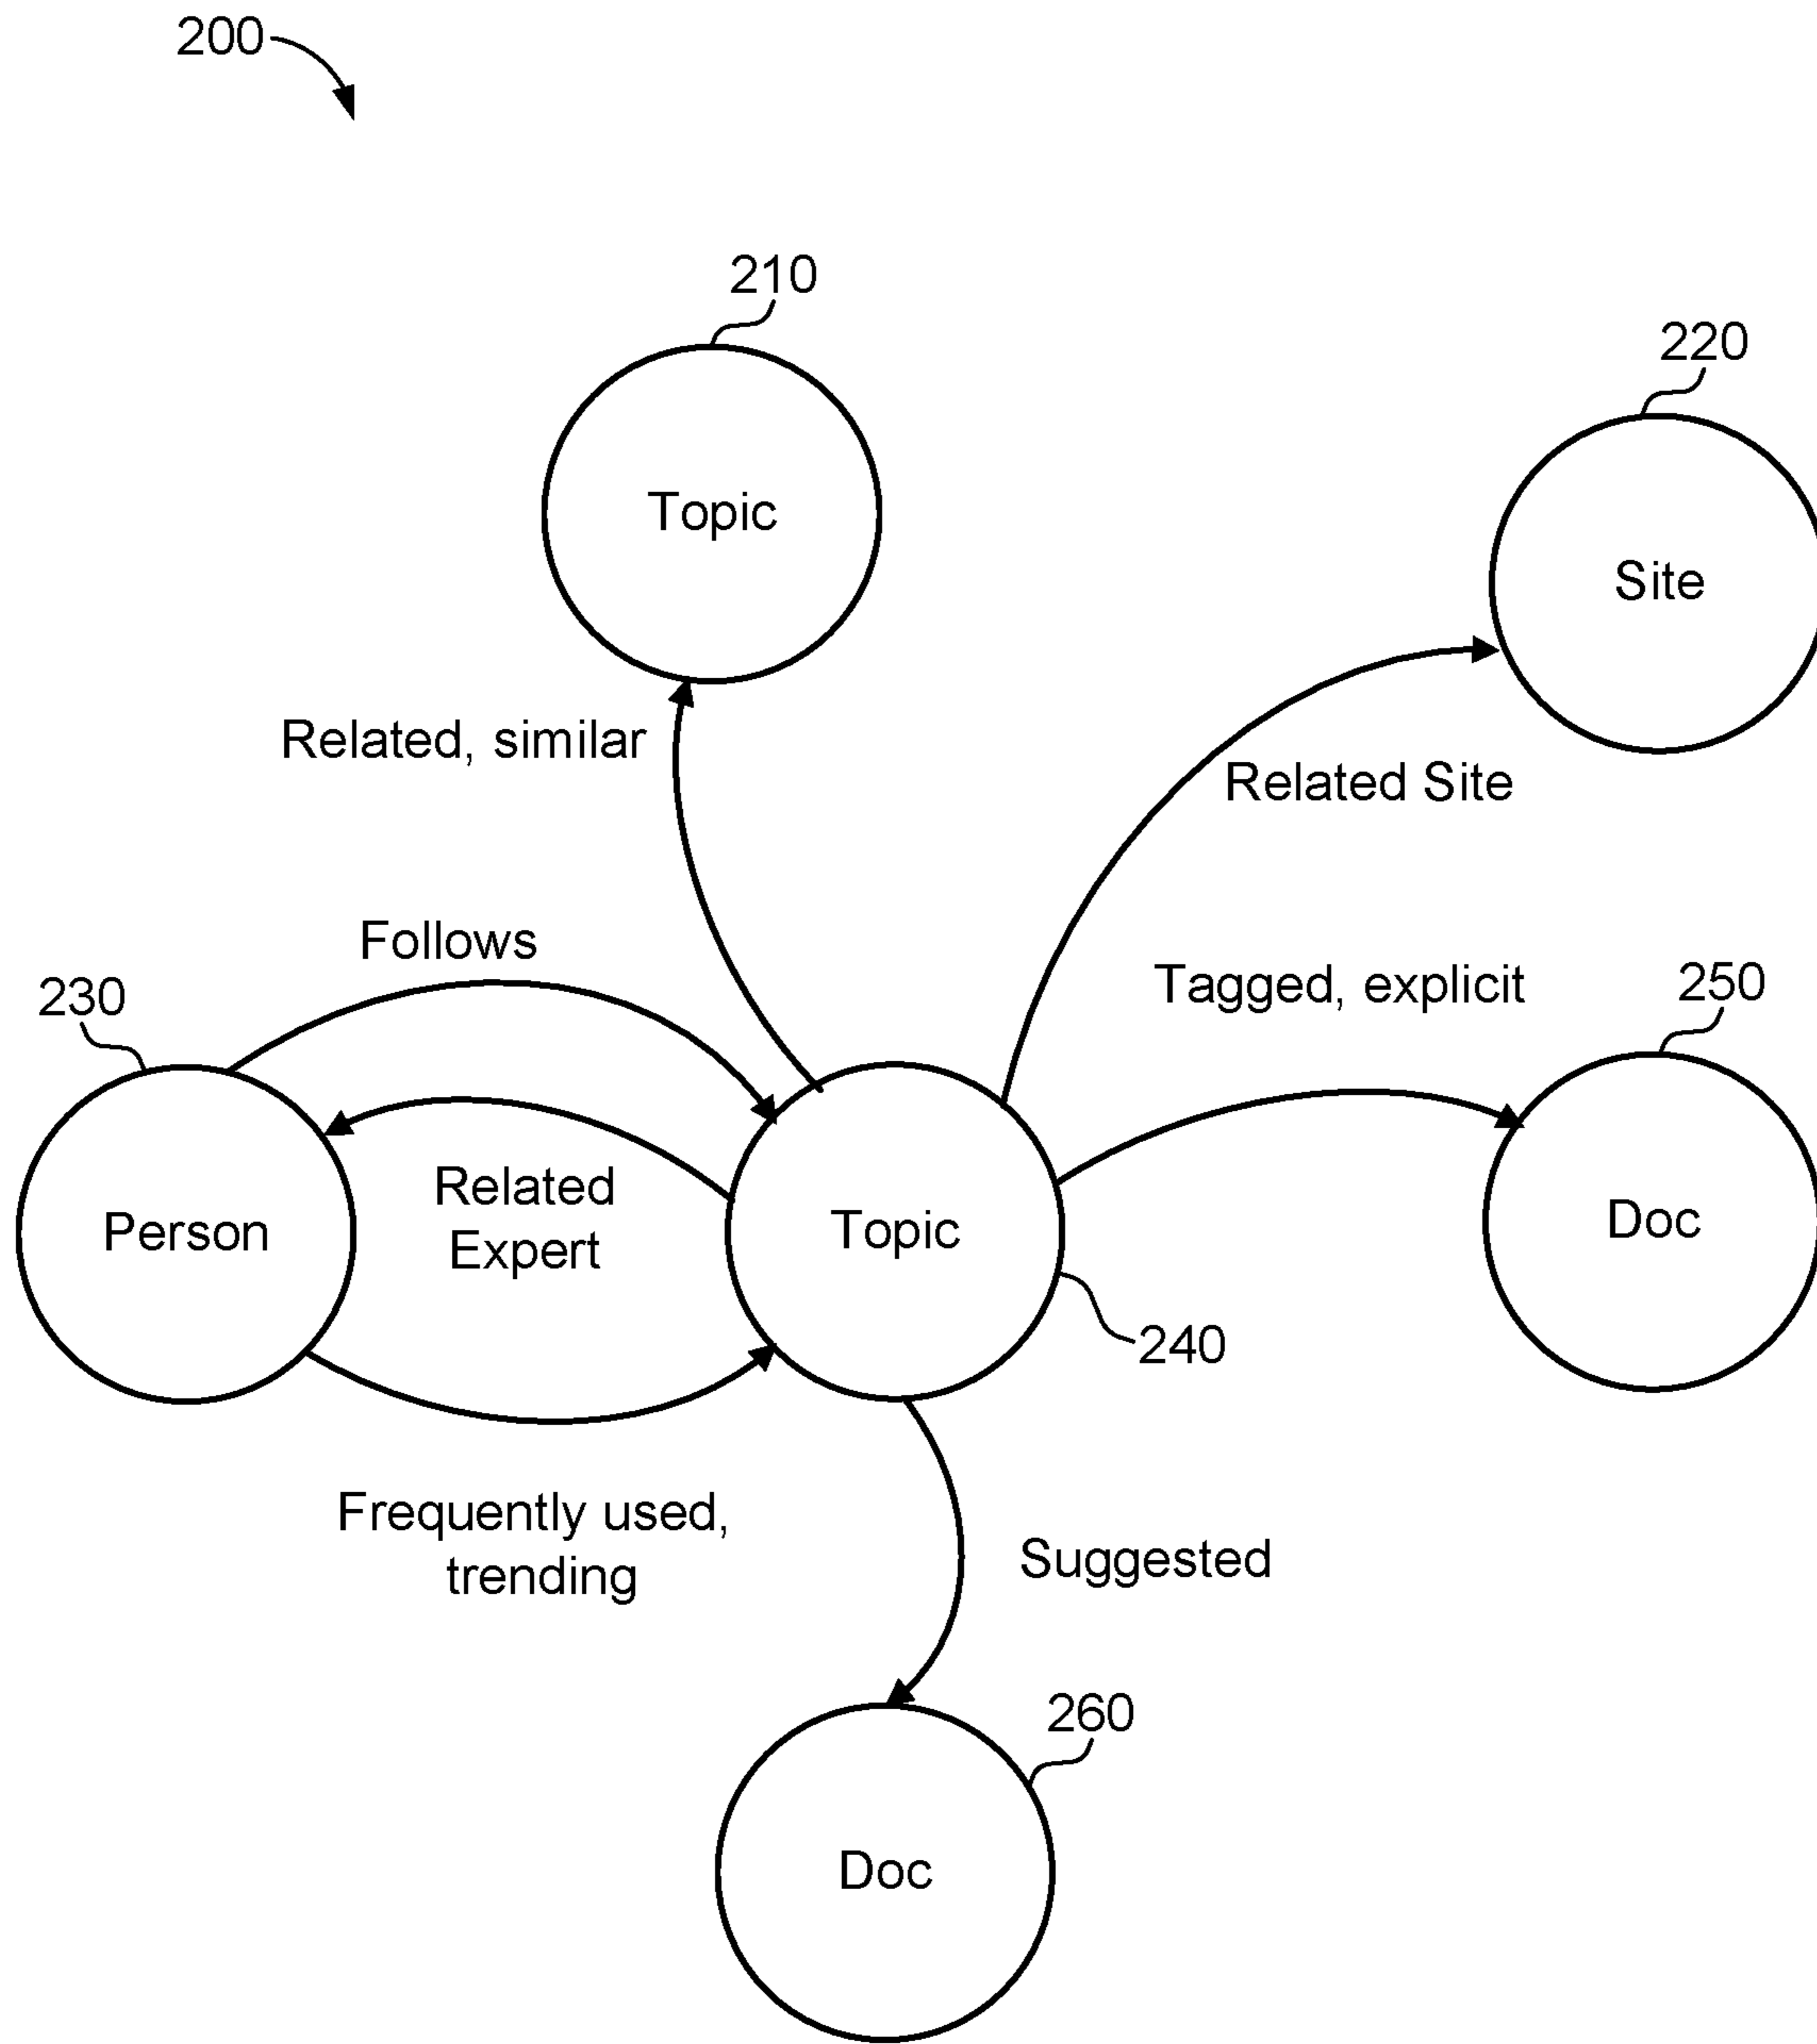 200
210
220
Topic
Site
Related, similar
Related Site
Follows
Tagged, explicit
230
250
Related
Expert
Person
Topic
Doc
240
Frequently used,
trending
Suggested
260
Doc